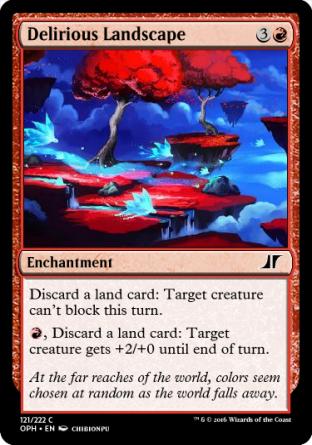 Delirious Landscape 3
Enchantment
Discard a land card: Target creature
can't block this turn.
, Discard a land card: Target
creature gets +2/+0 until end of turn.
At the far reaches of the world, colors seem
chosen at random as the world falls away.
121/222 C
OPH • EN CHIBIONPU
™ & © 2016 Wizards of the Coast